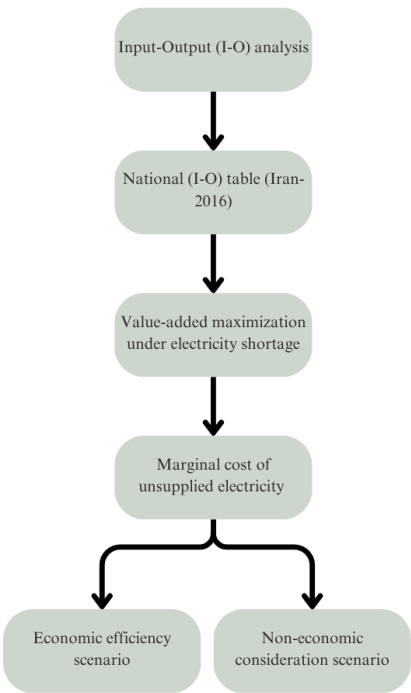 Input-Output (I-O) analysis
National (I-O) table (Iran-
2016)
Value-added maximization
under electricity shortage
Marginal cost of
unsupplied electricity
Economic efficiency
scenario
Non-economic
consideration scenario